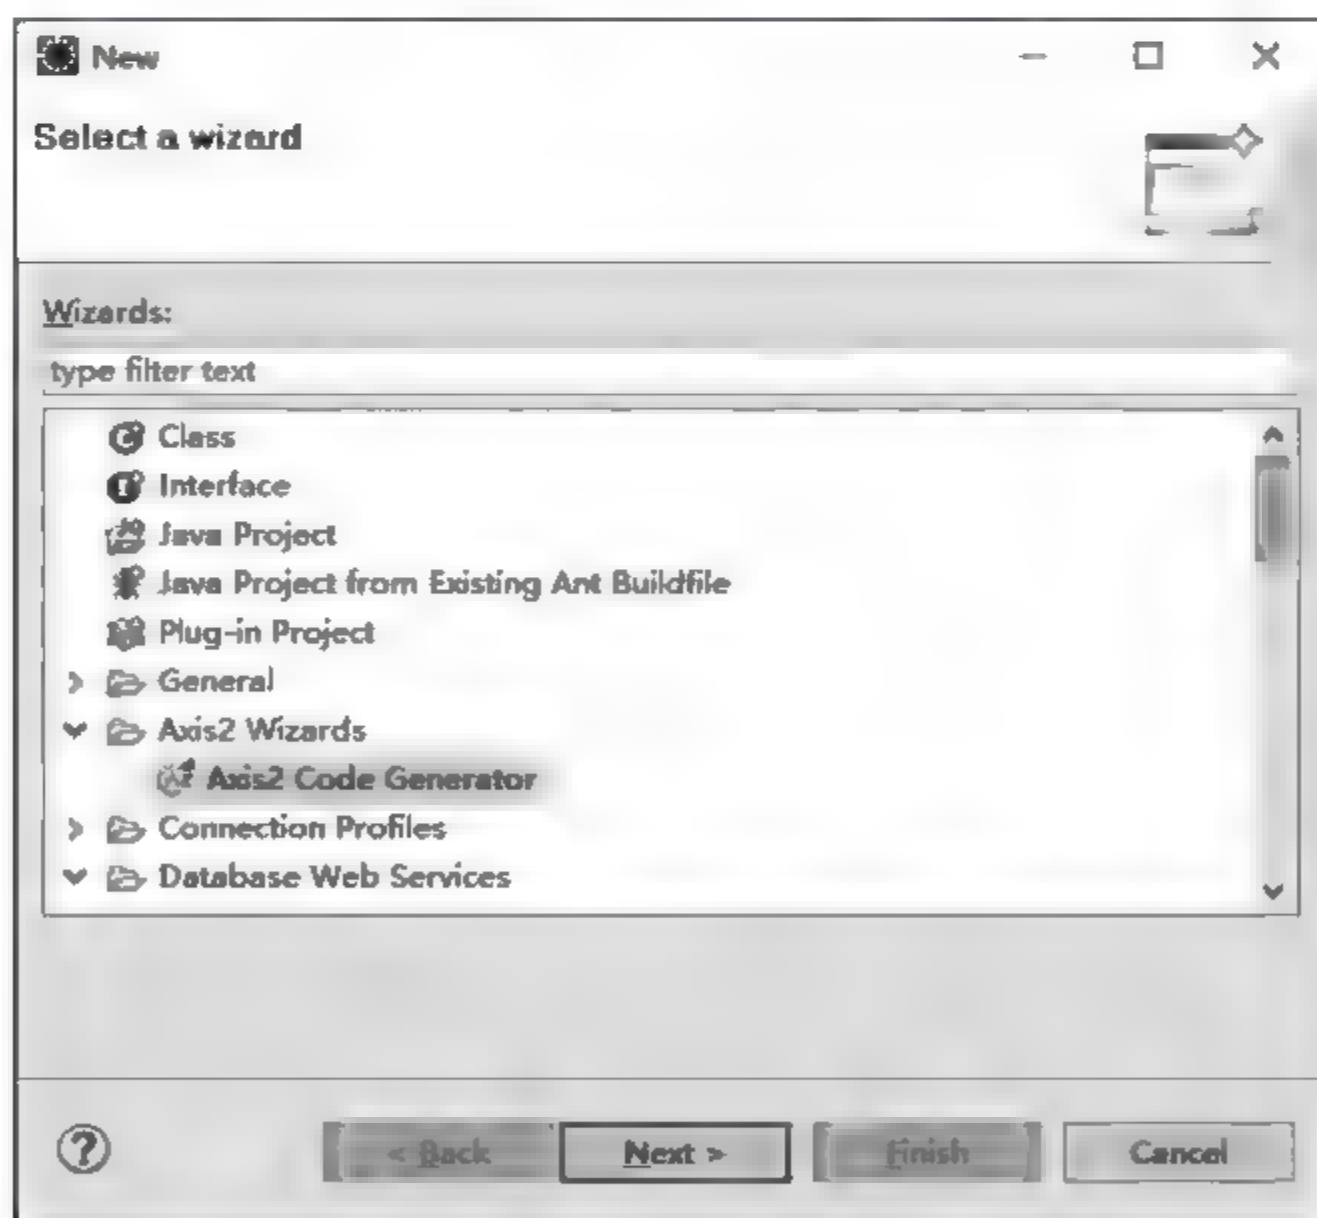 New
Select a wizard
Wizards:
type filter text
Class
Interface
Java Project
Java Project from Existing Ant Buildfile
Plug-in Project
General
Axis2 Wizards
Axis2 Code Generator
Connection Profiles
Database Web Services
< Back Next > Finish Cancel